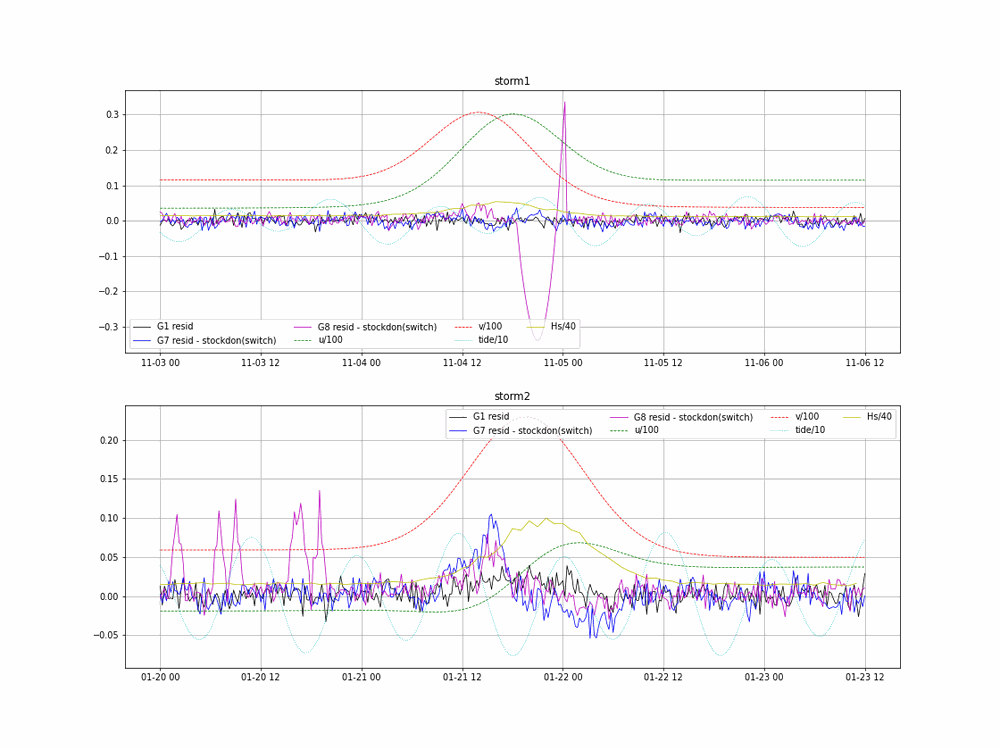 storm1
0.3
0.2
0.1
0.0
−0.1
−0.2
−0.3
G1 resid
G7 resid - stockdon(switch)
G8 resid - stockdon(switch)
u/100
v/100
tide/10
Hs/40
11-03 00 11-03 12 11-04 00 11-04 12 11-05 00 11-05 12 11-06 00 11-06 12
storm2
G1 resid
G7 resid - stockdon(switch)
G8 resid - stockdon(switch)
u/100
v/100
tide/10
Hs/40
0.20
0.15
0.10
0.05
0.00
−0.05
01-20 00 01-20 12 01-21 00 01-21 12 01-22 00 01-22 12 01-23 00 01-23 12